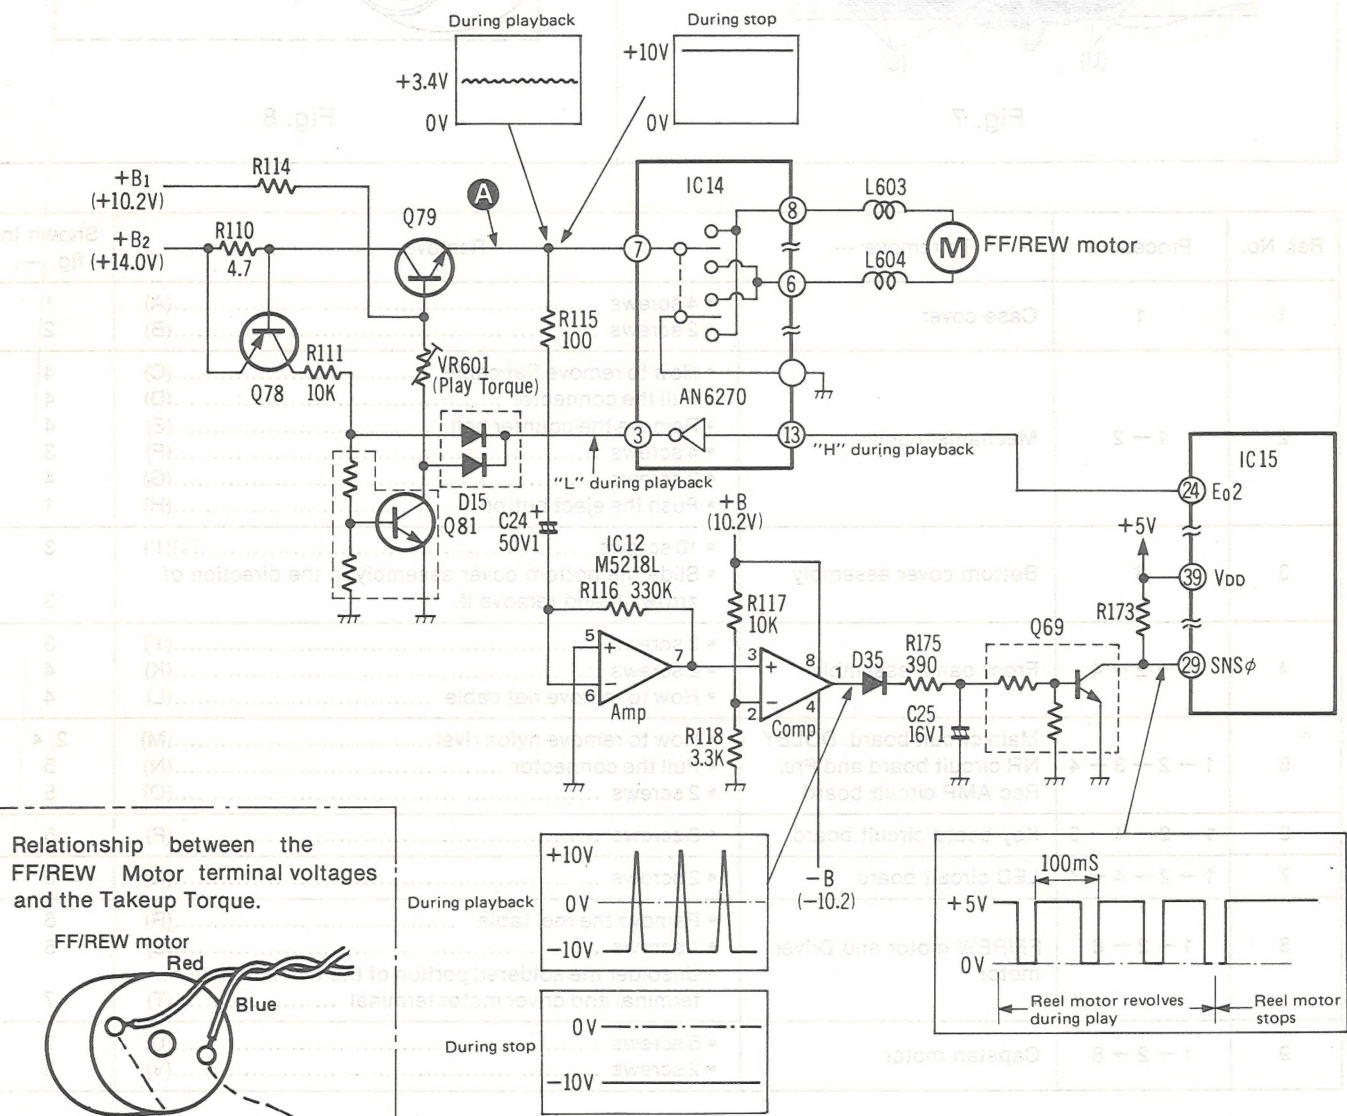 During playback
+3.4V
0V
During stop
+10V
0V
+B1
(+10.2V)
R114
+B2
(+14.0V)
R110
4.7
Q79
A
Q78
R111
10K
VR601
(Play Torque)
R115
100
IC14
7
8
6
AN6270
3
13
L603
L604
M
FF/REW motor
"H" during playback
"L" during playback
D15
Q81
C24 +
50V1
IC12
M5218L
R116 330K
5
+
7
6
−
Amp
+B
(10.2V)
R117
10K
3
+
8
−
2
4
Comp
R118
3.3K
−B
(−10.2)
D35
R175
390
C25
16V1
Q69
+5V
R173
IC15
24
E02
39
VDD
29
SNSφ
During playback
+10V
0V
−10V
During stop
0V
−10V
100mS
+5V
0V
Reel motor revolves
during play
Reel motor
stops
Relationship between the
FF/REW Motor terminal voltages
and the Takeup Torque.
FF/REW motor
Red
Blue